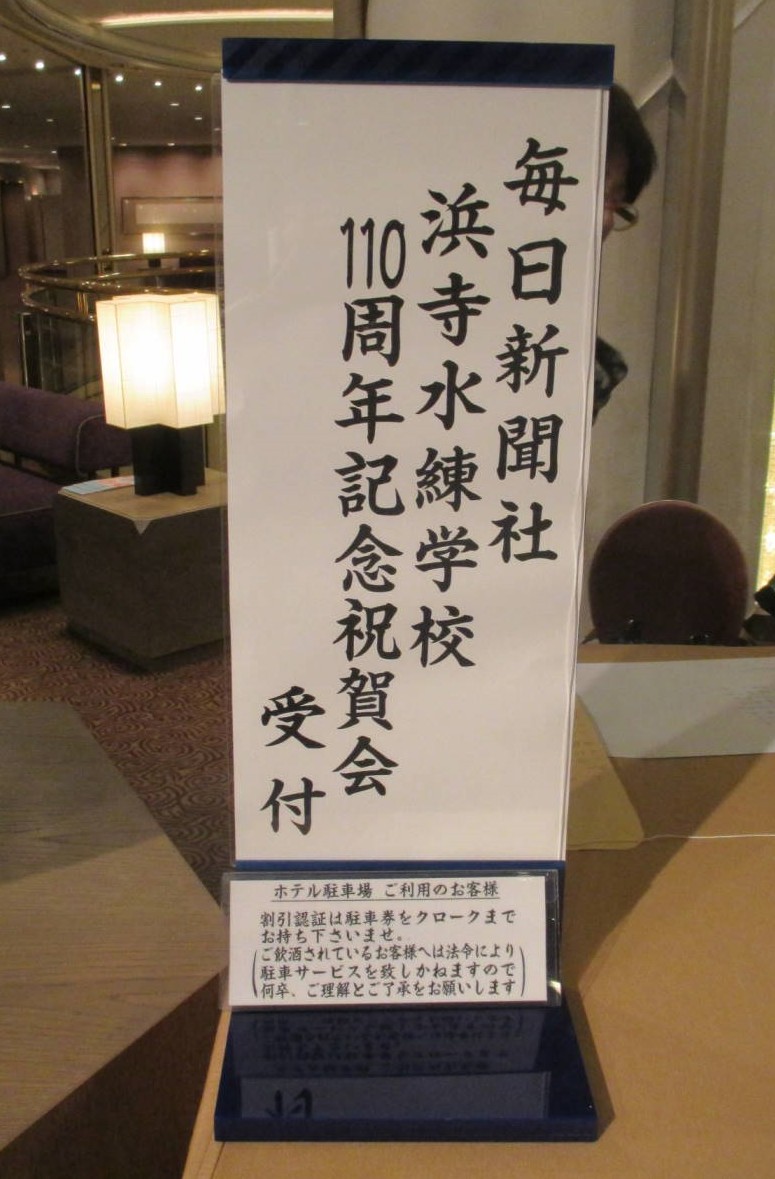 毎日新聞社
浜寺水練学校
110周年記念祝賀会
受付
ホテル駐車場 ご利用のお客様
割引認証は駐車券をクロークまで
お持ち下さいませ。
(ご飲酒されているお客様へは法令により
駐車サービスを致しかねますので
何卒、ご理解とご了承をお願いします)